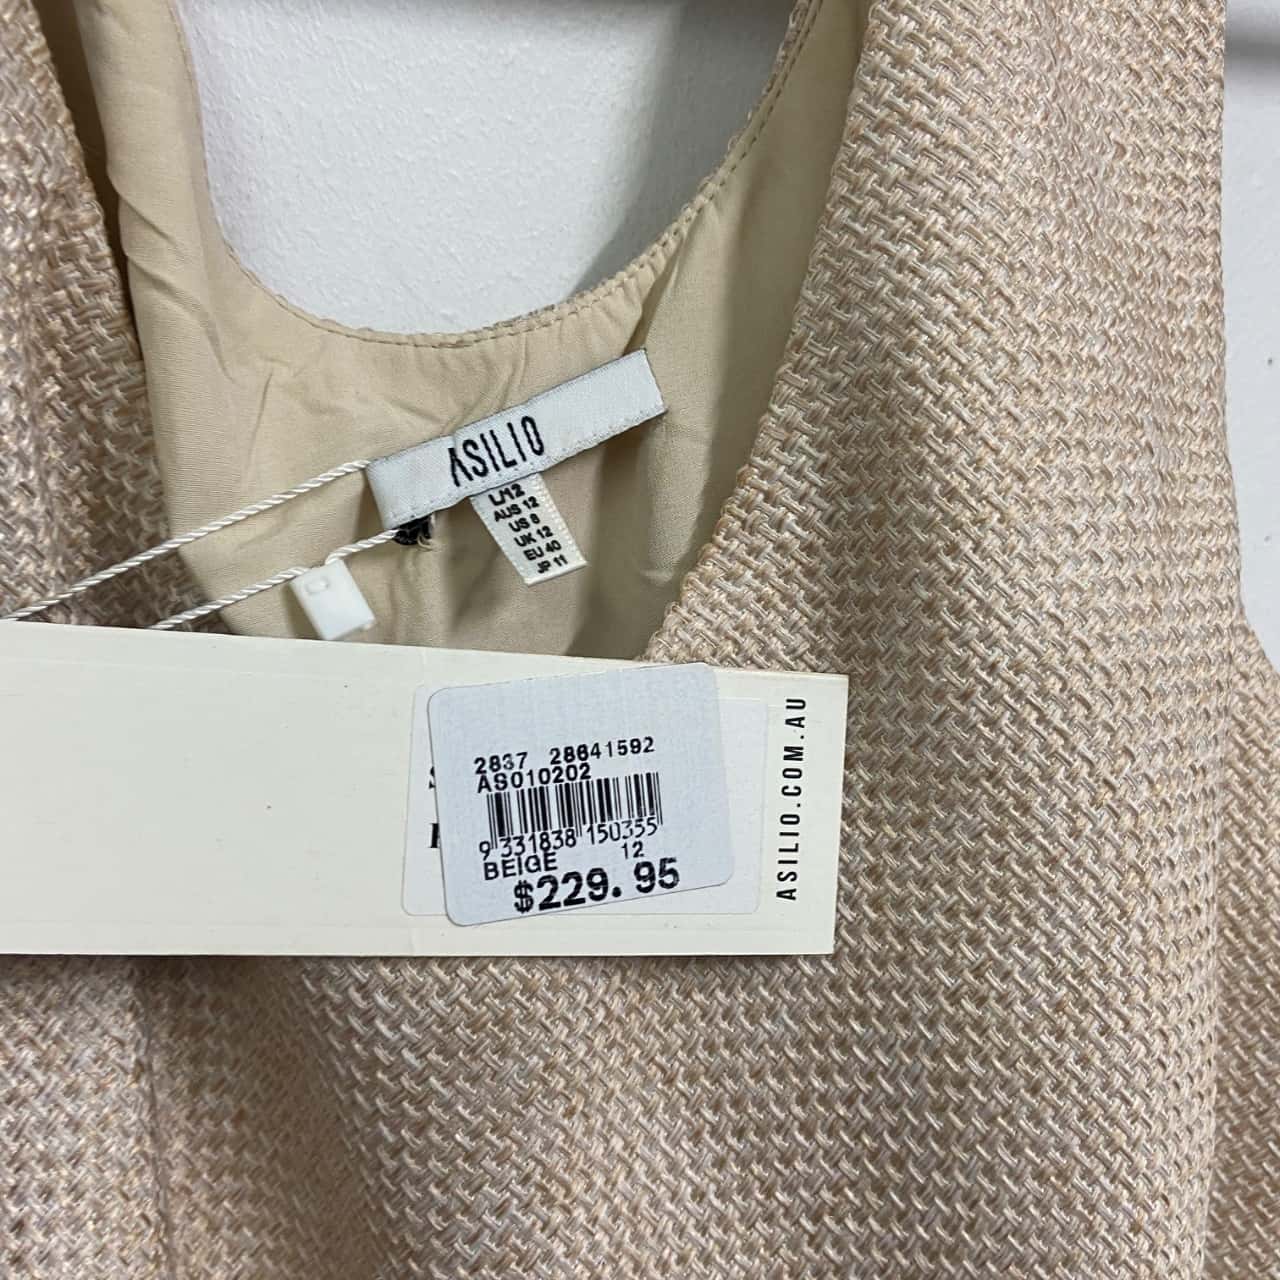 ASILIO
L/12
AUS 12
US 8
UK 12
EU 40
JP 11
2837 28641592
AS010202
9 331838 150355
BEIGE 12
$229.95
ASILIO.COM.AU